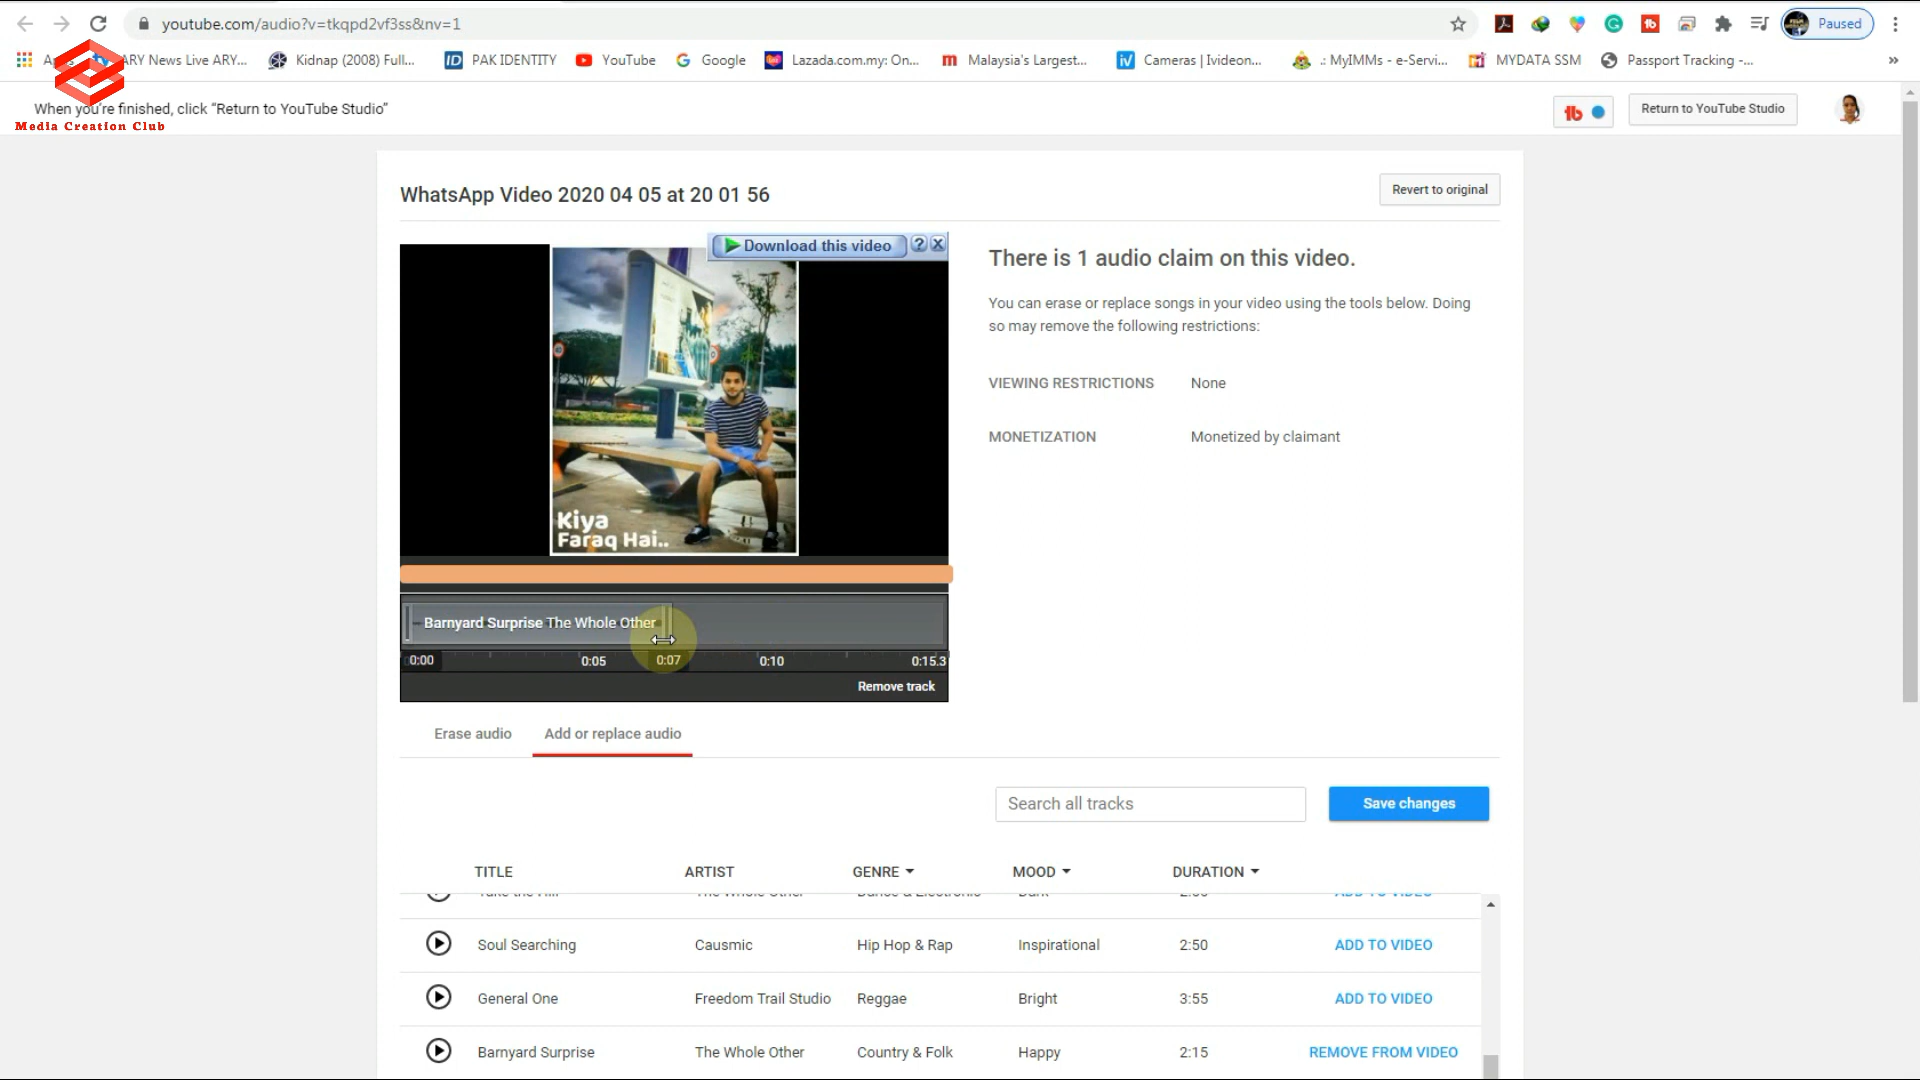 youtube.com/audio?v=tkqpd2vf3ss&nv=1
Paused
ARY News Live ARY...
Kidnap (2008) Full...
PAK IDENTITY
YouTube
Google
Lazada.com.my: On...
Malaysia's Largest...
Cameras | Ivideon...
.: MyIMMs - e-Servi...
MYDATA SSM
Passport Tracking -...
»
When you're finished, click “Return to YouTube Studio”
Media Creation Club
Return to YouTube Studio
WhatsApp Video 2020 04 05 at 20 01 56
Revert to original
Download this video
?
There is 1 audio claim on this video.
You can erase or replace songs in your video using the tools below. Doing
so may remove the following restrictions:
VIEWING RESTRICTIONS None
MONETIZATION Monetized by claimant
Kiya
Faraq Hai..
Barnyard Surprise The Whole Other
0:00 0:05 0:07 0:10 0:15.3
Remove track
Erase audio Add or replace audio
Search all tracks
Save changes
TITLE ARTIST GENRE MOOD DURATION
Soul Searching Causmic Hip Hop & Rap Inspirational 2:50 ADD TO VIDEO
General One Freedom Trail Studio Reggae Bright 3:55 ADD TO VIDEO
Barnyard Surprise The Whole Other Country & Folk Happy 2:15 REMOVE FROM VIDEO